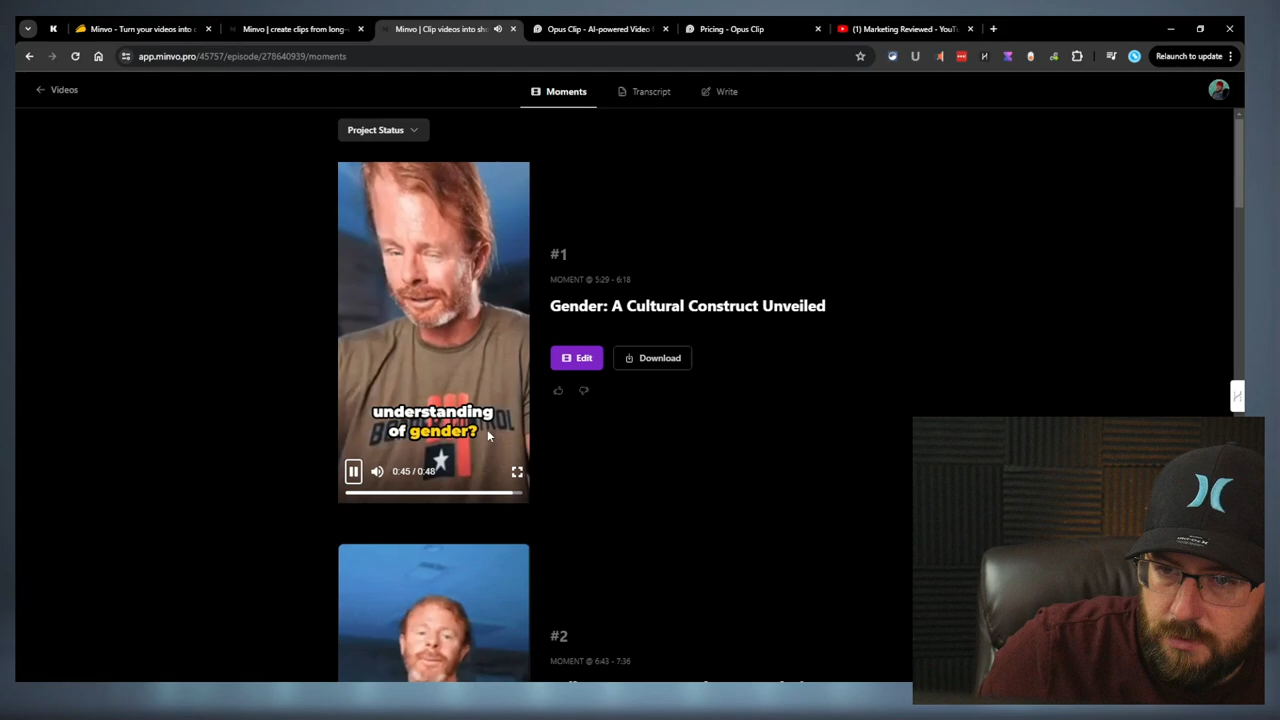 Minvo - Turn your videos into
Minvo | create clips from long-
Minvo | Clip videos into sh
Opus Clip - AI-powered Video
Pricing - Opus Clip
(1) Marketing Reviewed - YouT
app.minvo.pro/45757/episode/278640939/moments
Relaunch to update
Videos
Moments
Transcript
Write
Project Status
understanding
of gender?
0:45 / 0:48
#1
MOMENT @ 5:29 - 6:18
Gender: A Cultural Construct Unveiled
Edit
Download
#2
MOMENT @ 6:43 - 7:36